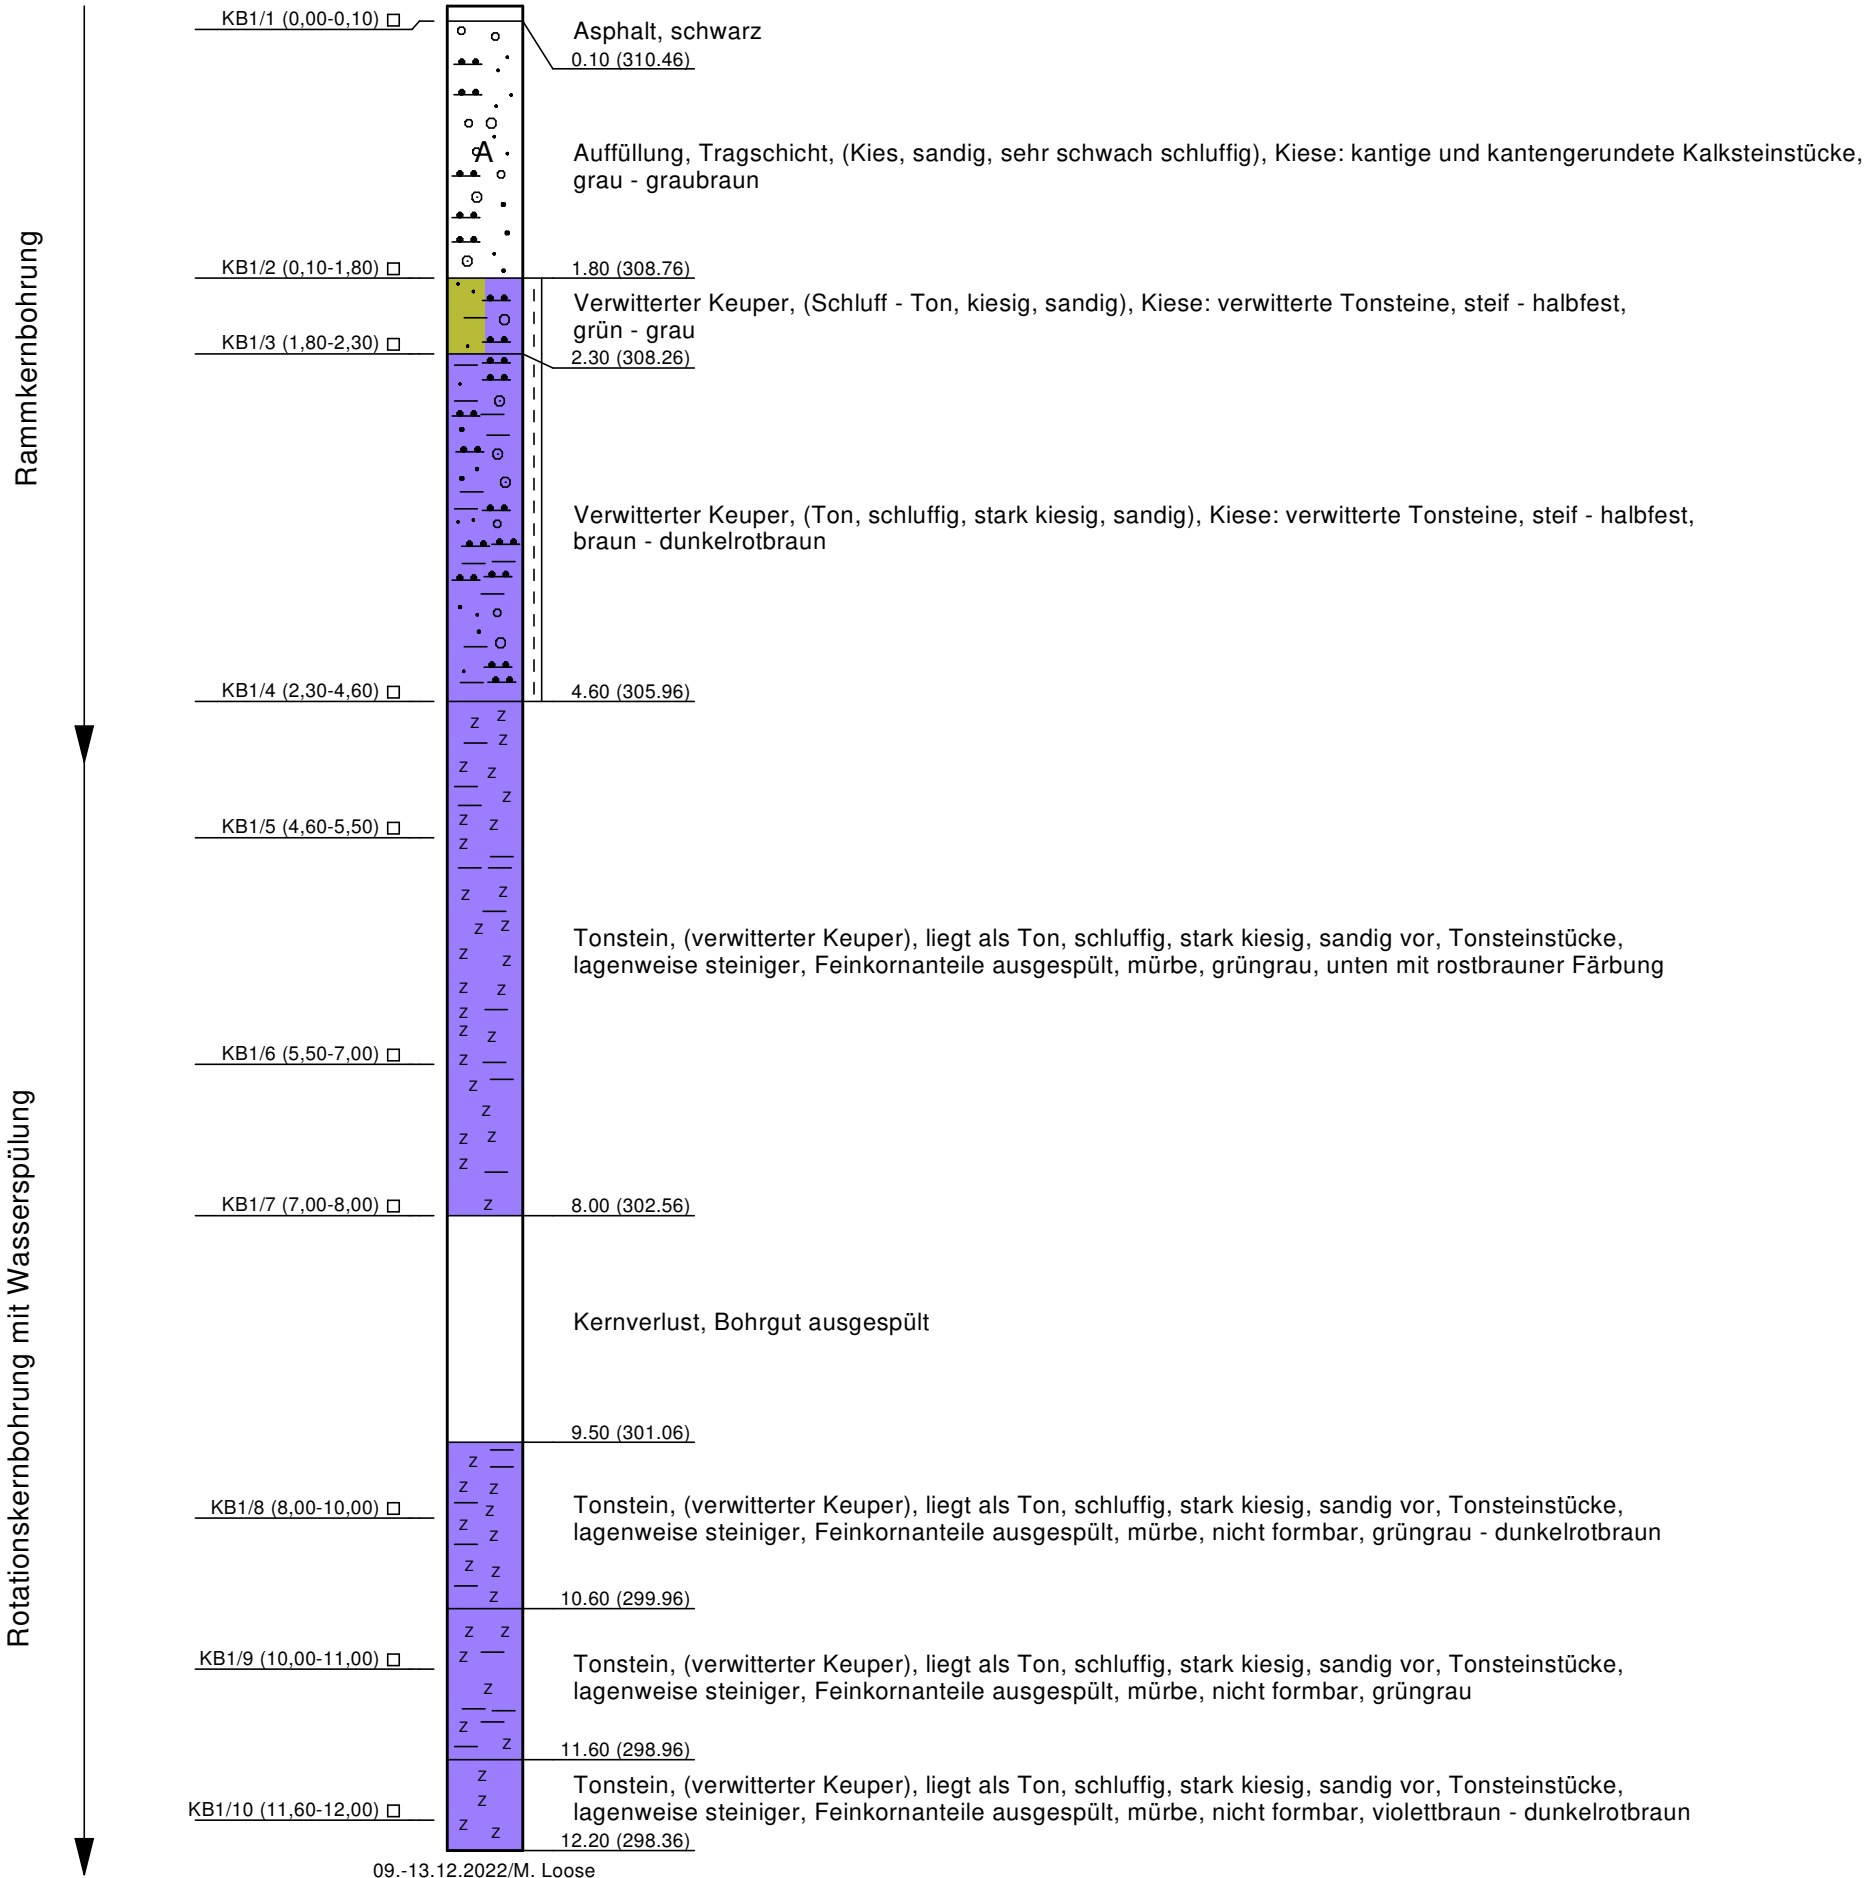 KB1/1 (0,00-0,10)
Asphalt, schwarz
0.10 (310.46)
A
Auffüllung, Tragschicht, (Kies, sandig, sehr schwach schluffig), Kiese: kantige und kantengerundete Kalksteinstücke,
grau - graubraun
Rammkernbohrung
KB1/2 (0,10-1,80)
1.80 (308.76)
Verwitterter Keuper, (Schluff - Ton, kiesig, sandig), Kiese: verwitterte Tonsteine, steif - halbfest,
grün - grau
KB1/3 (1,80-2,30)
2.30 (308.26)
Verwitterter Keuper, (Ton, schluffig, stark kiesig, sandig), Kiese: verwitterte Tonsteine, steif - halbfest,
braun - dunkelrotbraun
KB1/4 (2,30-4,60)
4.60 (305.96)
KB1/5 (4,60-5,50)
Tonstein, (verwitterter Keuper), liegt als Ton, schluffig, stark kiesig, sandig vor, Tonsteinstücke,
lagenweise steiniger, Feinkornanteile ausgespült, mürbe, grüngrau, unten mit rostbrauner Färbung
KB1/6 (5,50-7,00)
Rotationskernbohrung mit Wasserspülung
KB1/7 (7,00-8,00)
8.00 (302.56)
Kernverlust, Bohrgut ausgespült
9.50 (301.06)
KB1/8 (8,00-10,00)
Tonstein, (verwitterter Keuper), liegt als Ton, schluffig, stark kiesig, sandig vor, Tonsteinstücke,
lagenweise steiniger, Feinkornanteile ausgespült, mürbe, nicht formbar, grüngrau - dunkelrotbraun
10.60 (299.96)
KB1/9 (10,00-11,00)
Tonstein, (verwitterter Keuper), liegt als Ton, schluffig, stark kiesig, sandig vor, Tonsteinstücke,
lagenweise steiniger, Feinkornanteile ausgespült, mürbe, nicht formbar, grüngrau
11.60 (298.96)
KB1/10 (11,60-12,00)
Tonstein, (verwitterter Keuper), liegt als Ton, schluffig, stark kiesig, sandig vor, Tonsteinstücke,
lagenweise steiniger, Feinkornanteile ausgespült, mürbe, nicht formbar, violettbraun - dunkelrotbraun
12.20 (298.36)
09.-13.12.2022/M. Loose